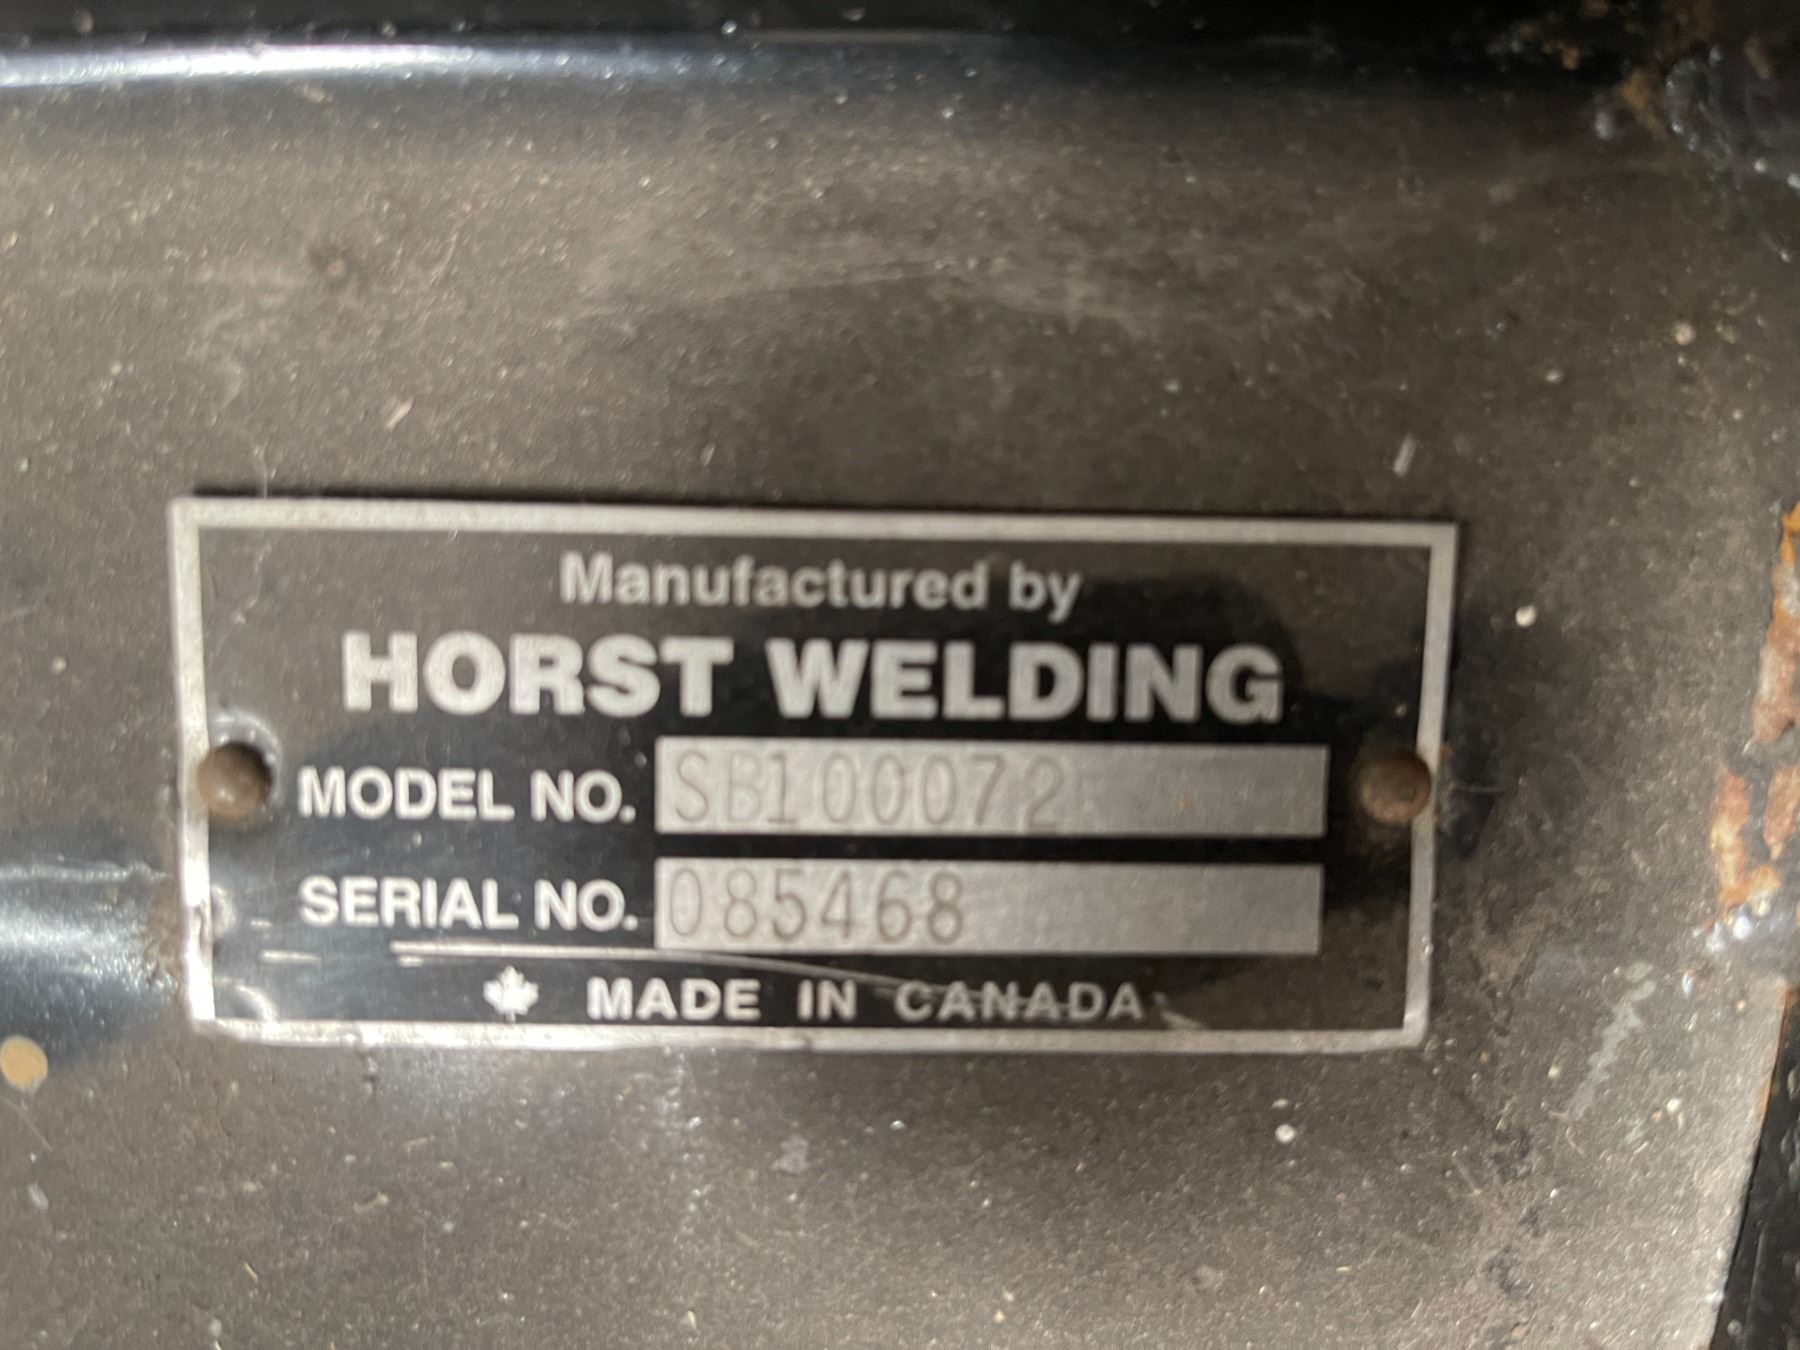 Manufactured by
HORST WELDING
MODEL NO. SB100072
SERIAL NO. 085468
MADE IN CANADA